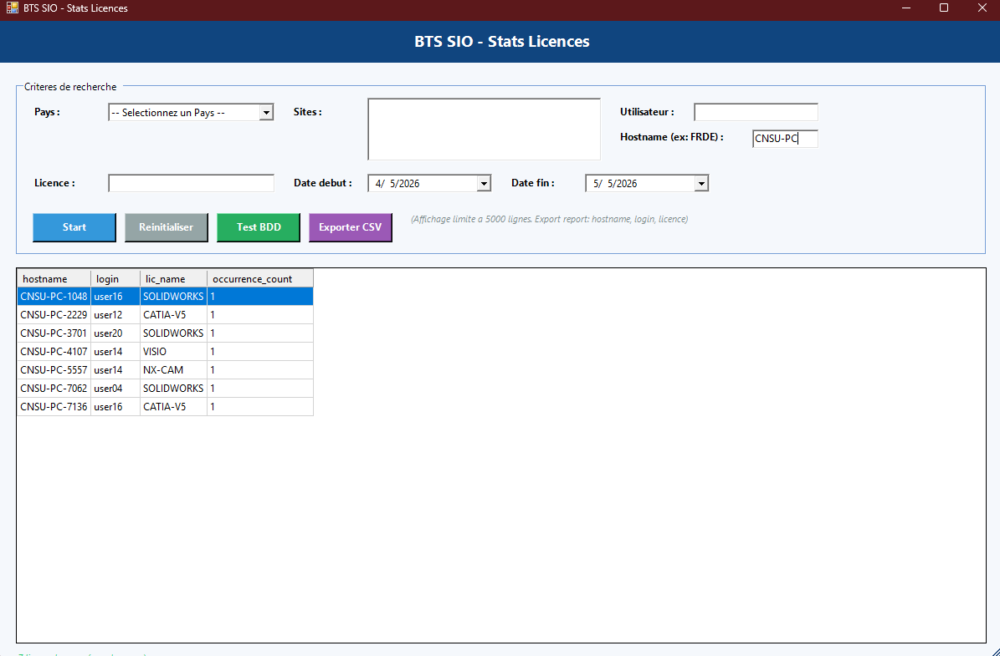 BTS SIO - Stats Licences
BTS SIO - Stats Licences
Criteres de recherche
Pays : -- Selectionnez un Pays -- Sites : Utilisateur :
Hostname (ex: FRDE) : CNSU-PC
Licence : Date debut : 4/ 5/2026 Date fin : 5/ 5/2026
Start Reinitialiser Test BDD Exporter CSV (Affichage limite a 5000 lignes. Export report: hostname, login, licence)
hostname login lic_name occurrence_count
CNSU-PC-1048 user16 SOLIDWORKS 1
CNSU-PC-2229 user12 CATIA-V5 1
CNSU-PC-3701 user20 SOLIDWORKS 1
CNSU-PC-4107 user14 VISIO 1
CNSU-PC-5557 user14 NX-CAM 1
CNSU-PC-7062 user04 SOLIDWORKS 1
CNSU-PC-7136 user16 CATIA-V5 1